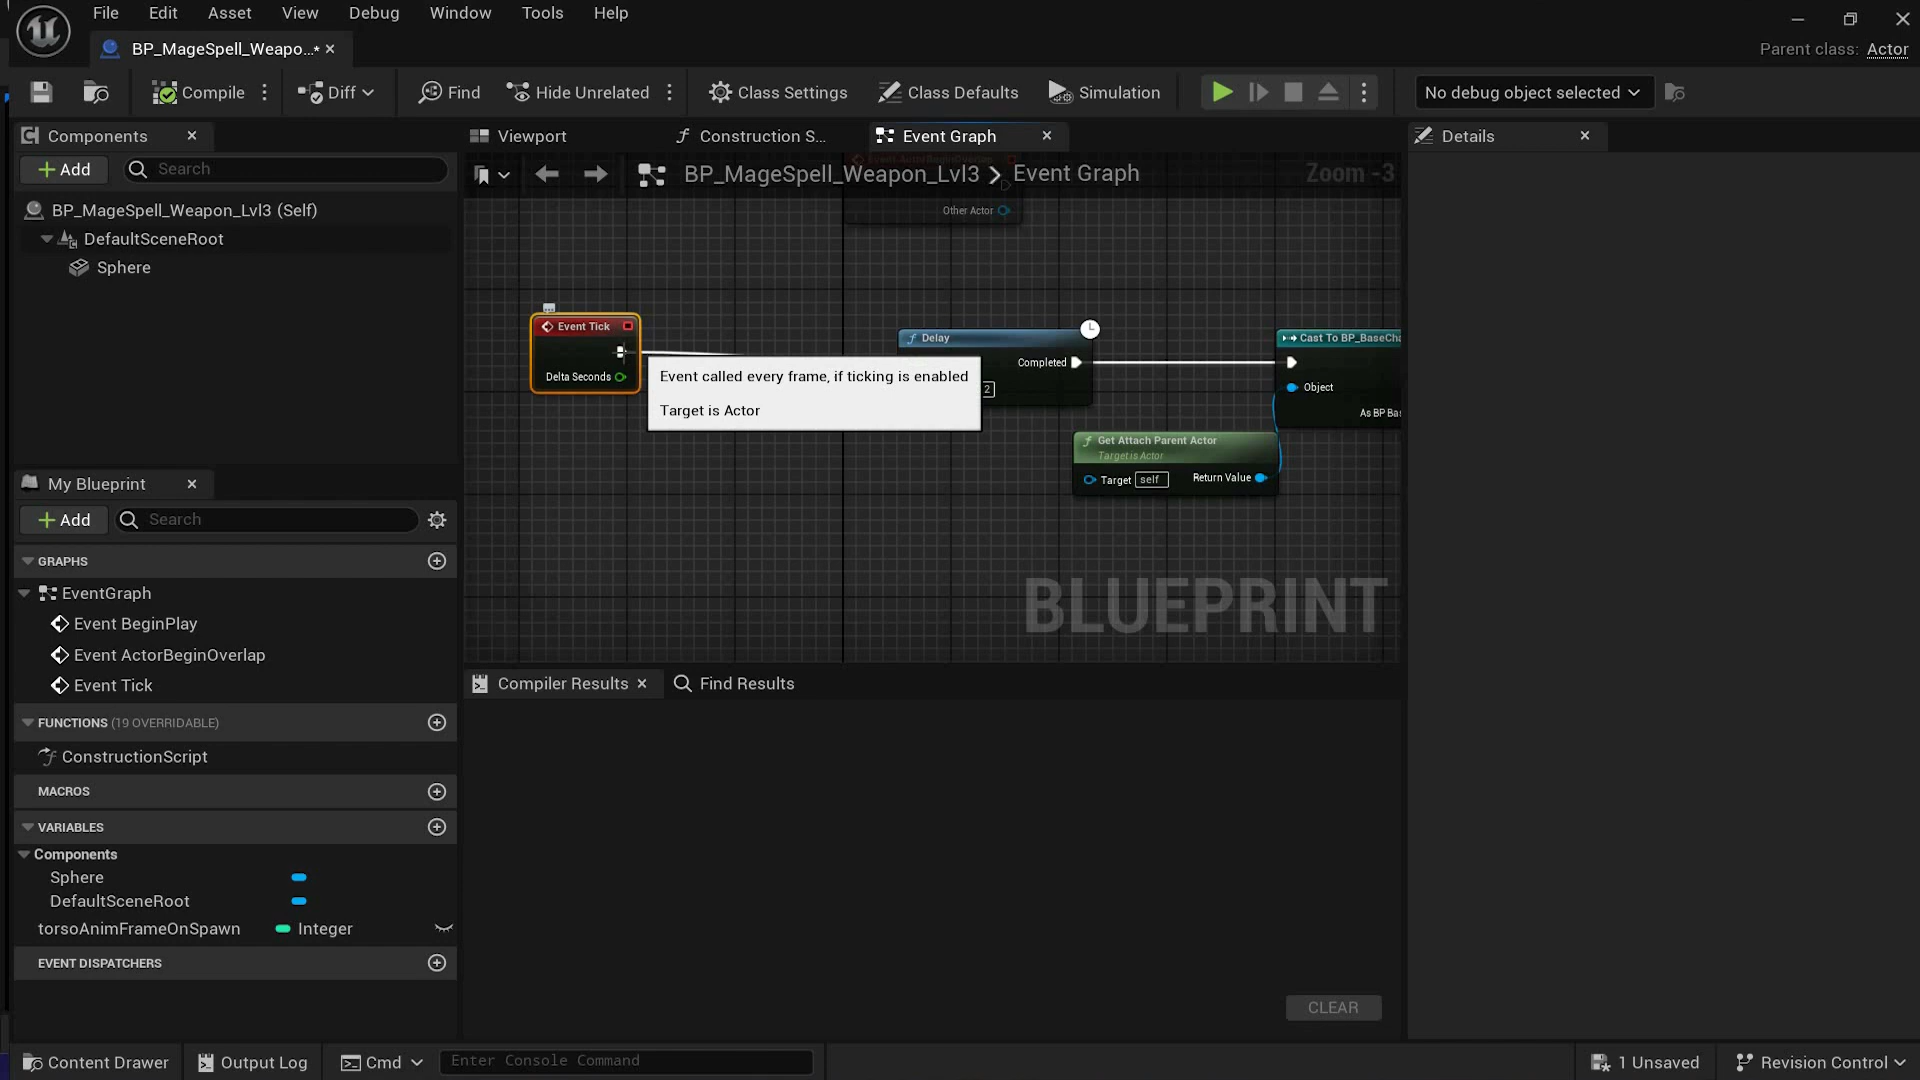 File Edit Asset View Debug Window Tools Help
BP_MageSpell_Weapo...* Parent class: Actor
Compile Diff Find Hide Unrelated Class Settings Class Defaults Simulation No debug object selected
Components Viewport Construction S... Event Graph Details
Add Search
BP_MageSpell_Weapon_Lvl3 Event Graph Zoom -3
BP_MageSpell_Weapon_Lvl3 (Self)
DefaultSceneRoot
Sphere
Event ActorBeginOverlap
Other Actor
Event Tick
Delta Seconds
Event called every frame, if ticking is enabled
Target is Actor
Delay
Completed
2
Cast To BP_BaseCha
Object
As BP Bas
Get Attach Parent Actor
Target is Actor
Target self Return Value
BLUEPRINT
My Blueprint
Add Search
GRAPHS
EventGraph
Event BeginPlay
Event ActorBeginOverlap
Event Tick
FUNCTIONS (19 OVERRIDABLE)
ConstructionScript
MACROS
VARIABLES
Components
Sphere
DefaultSceneRoot
torsoAnimFrameOnSpawn Integer
EVENT DISPATCHERS
Compiler Results Find Results
CLEAR
Content Drawer Output Log Cmd Enter Console Command 1 Unsaved Revision Control